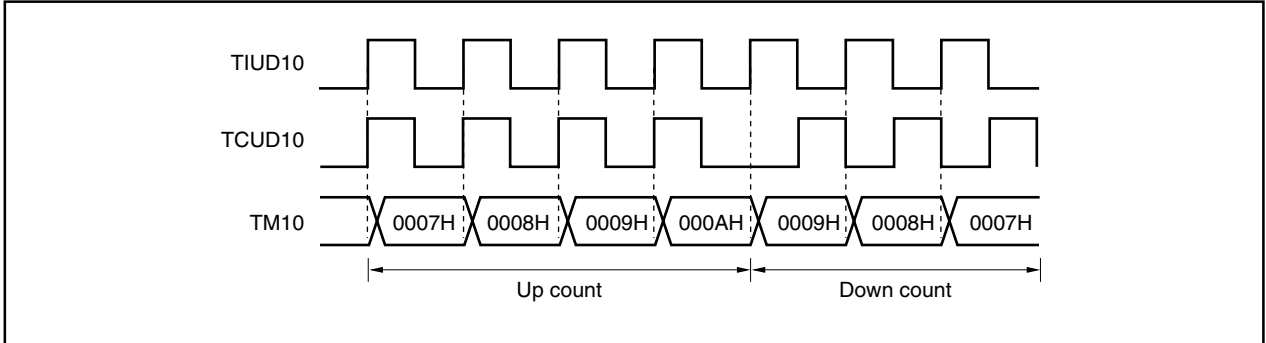 TIUD10
TCUD10
TM10 0007H 0008H 0009H 000AH 0009H 0008H 0007H
Up count Down count